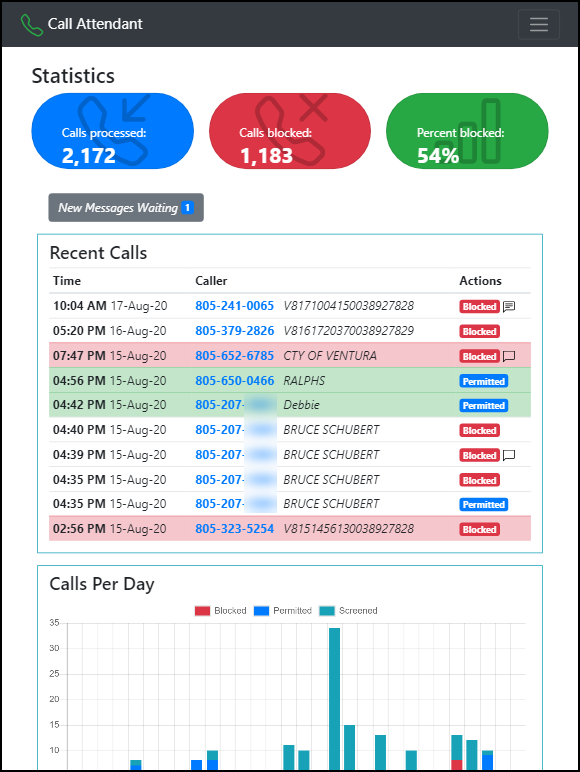 Call Attendant
Statistics
Calls processed:
2,172
Calls blocked:
1,183
Percent blocked:
54%
New Messages Waiting 1
Recent Calls
Time Caller Actions
10:04 AM 17-Aug-20 805-241-0065 V8171004150038927828 Blocked
05:20 PM 16-Aug-20 805-379-2826 V8161720370038927829 Blocked
07:47 PM 15-Aug-20 805-652-6785 CTY OF VENTURA Blocked
04:56 PM 15-Aug-20 805-650-0466 RALPHS Permitted
04:42 PM 15-Aug-20 805-207- Debbie Permitted
04:40 PM 15-Aug-20 805-207- BRUCE SCHUBERT Blocked
04:39 PM 15-Aug-20 805-207- BRUCE SCHUBERT Blocked
04:35 PM 15-Aug-20 805-207- BRUCE SCHUBERT Blocked
04:35 PM 15-Aug-20 805-207- BRUCE SCHUBERT Permitted
02:56 PM 15-Aug-20 805-323-5254 V8151456130038927828 Blocked
Calls Per Day
Blocked Permitted Screened
35
30
25
20
15
10